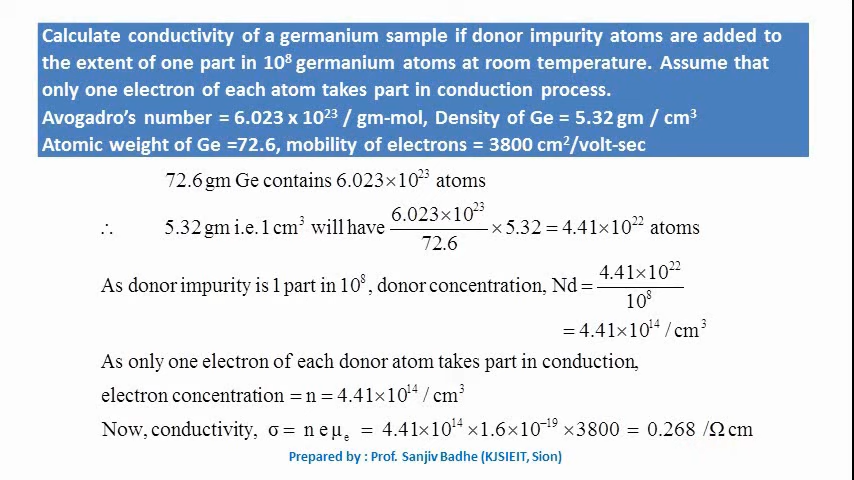 Calculate conductivity of a germanium sample if donor impurity atoms are added to
the extent of one part in 10⁸ germanium atoms at room temperature. Assume that
only one electron of each atom takes part in conduction process.
Avogadro's number = 6.023 x 10²³ / gm-mol, Density of Ge = 5.32 gm / cm³
Atomic weight of Ge =72.6, mobility of electrons = 3800 cm²/volt-sec
72.6 gm Ge contains 6.023×10²³ atoms
∴ 5.32 gm i.e. 1 cm³ will have 6.023×10²³ / 72.6 × 5.32 = 4.41×10²² atoms
As donor impurity is 1 part in 10⁸, donor concentration, Nd = 4.41×10²² / 10⁸
= 4.41×10¹⁴ / cm³
As only one electron of each donor atom takes part in conduction,
electron concentration = n = 4.41×10¹⁴ / cm³
Now, conductivity, σ = n e μₑ = 4.41×10¹⁴ ×1.6×10⁻¹⁹ ×3800 = 0.268 /Ω cm
Prepared by : Prof. Sanjiv Badhe (KJSIEIT, Sion)